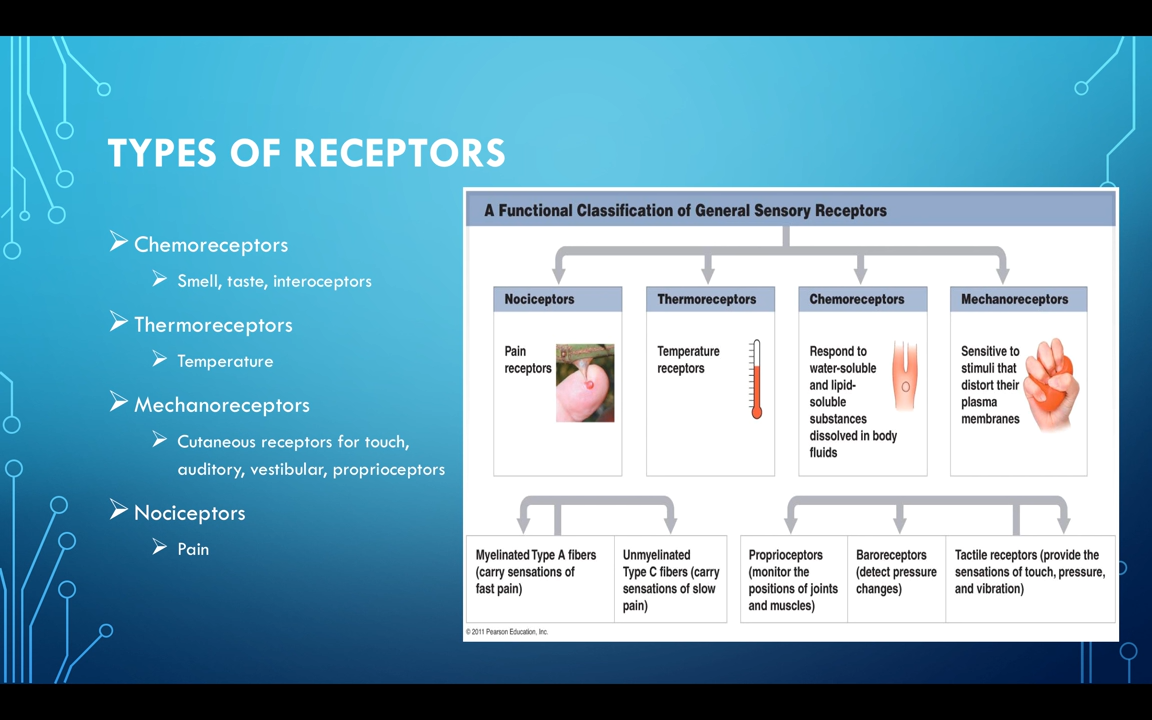 TYPES OF RECEPTORS
Chemoreceptors
Smell, taste, interoceptors
Thermoreceptors
Temperature
Mechanoreceptors
Cutaneous receptors for touch,
auditory, vestibular, proprioceptors
Nociceptors
Pain
A Functional Classification of General Sensory Receptors
Nociceptors
Pain
receptors
Thermoreceptors
Temperature
receptors
Chemoreceptors
Respond to
water-soluble
and lipid-
soluble
substances
dissolved in body
fluids
Mechanoreceptors
Sensitive to
stimuli that
distort their
plasma
membranes
Myelinated Type A fibers
(carry sensations of
fast pain)
Unmyelinated
Type C fibers (carry
sensations of slow
pain)
Proprioceptors
(monitor the
positions of joints
and muscles)
Baroreceptors
(detect pressure
changes)
Tactile receptors (provide the
sensations of touch, pressure,
and vibration)
© 2011 Pearson Education, Inc.